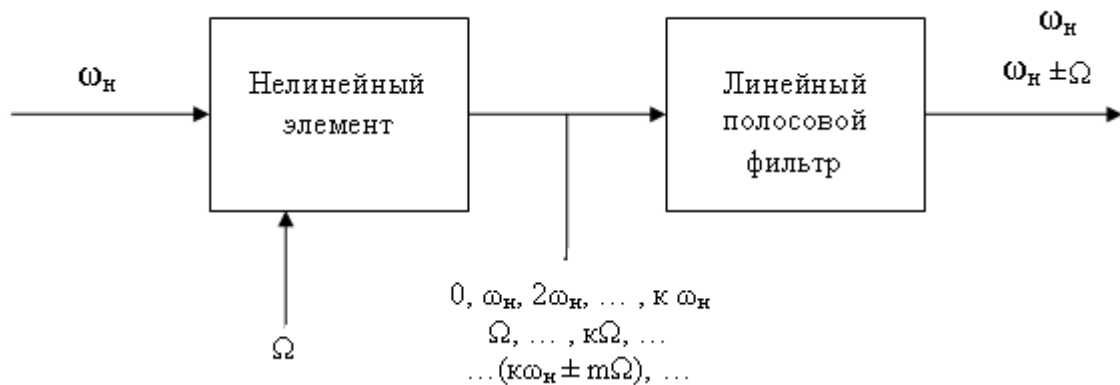 ωн
Нелинейный
элемент
Ω
0, ωн, 2ωн, … , к ωн
Ω, … , кΩ, …
…(кωн ± mΩ), …
Линейный
полосовой
фильтр
ωн
ωн ±Ω